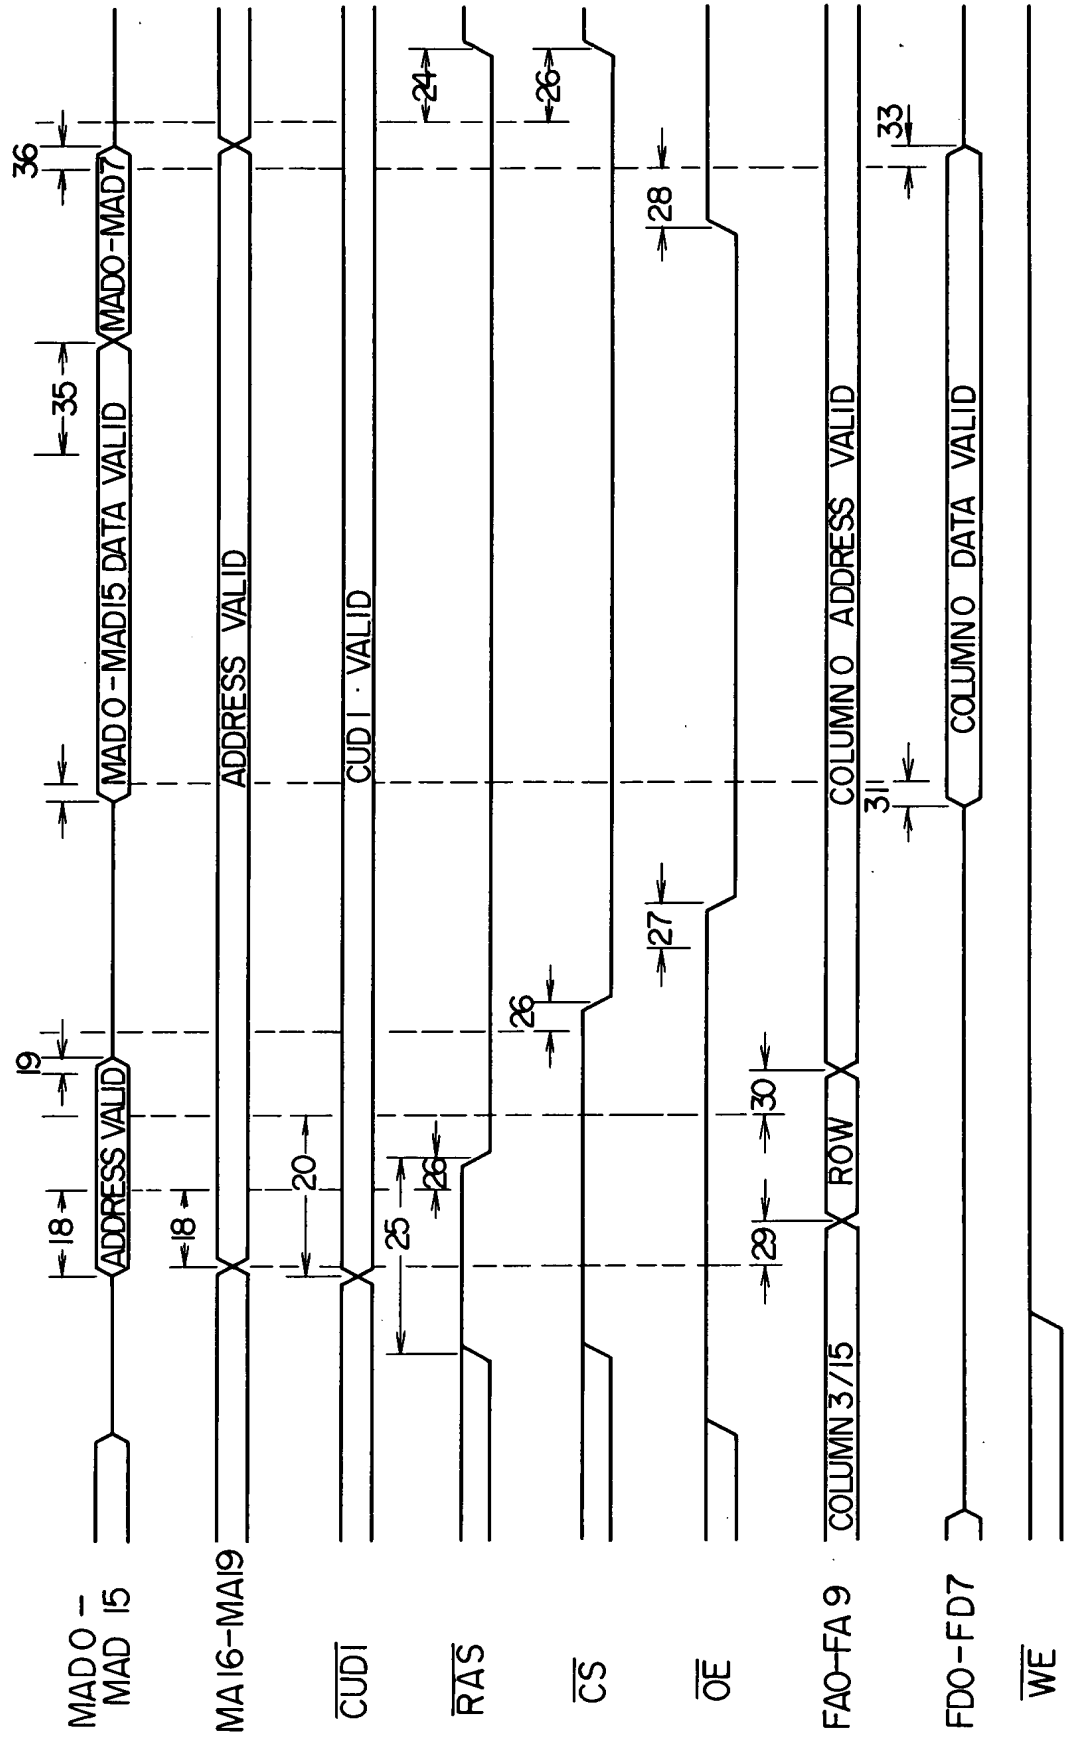 MAD0-
MAD 15
ADDRESS VALID
MAD0-MAD15 DATA VALID
MAD0-MAD7
18
19
35
36
MA16-MA19
ADDRESS VALID
18
CUDI
CUDI · VALID
20
RAS
25
26
24
CS
26
26
OE
27
28
FA0-FA9
COLUMN 3/15
ROW
COLUMN 0 ADDRESS VALID
29
30
FD0-FD7
COLUMN 0 DATA VALID
31
33
WE